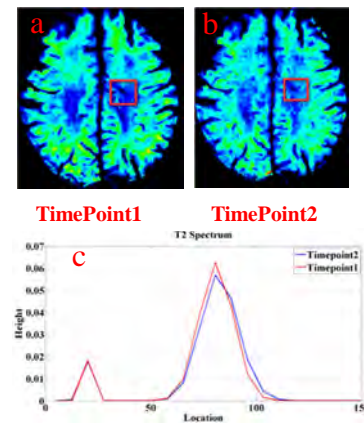 a b
TimePoint1 TimePoint2
T2 Spectrum
c
Timepoint2
Timepoint1
0.07
0.06
0.05
0.04
0.03
0.02
0.01
0
Height
0 50 100 15
Location